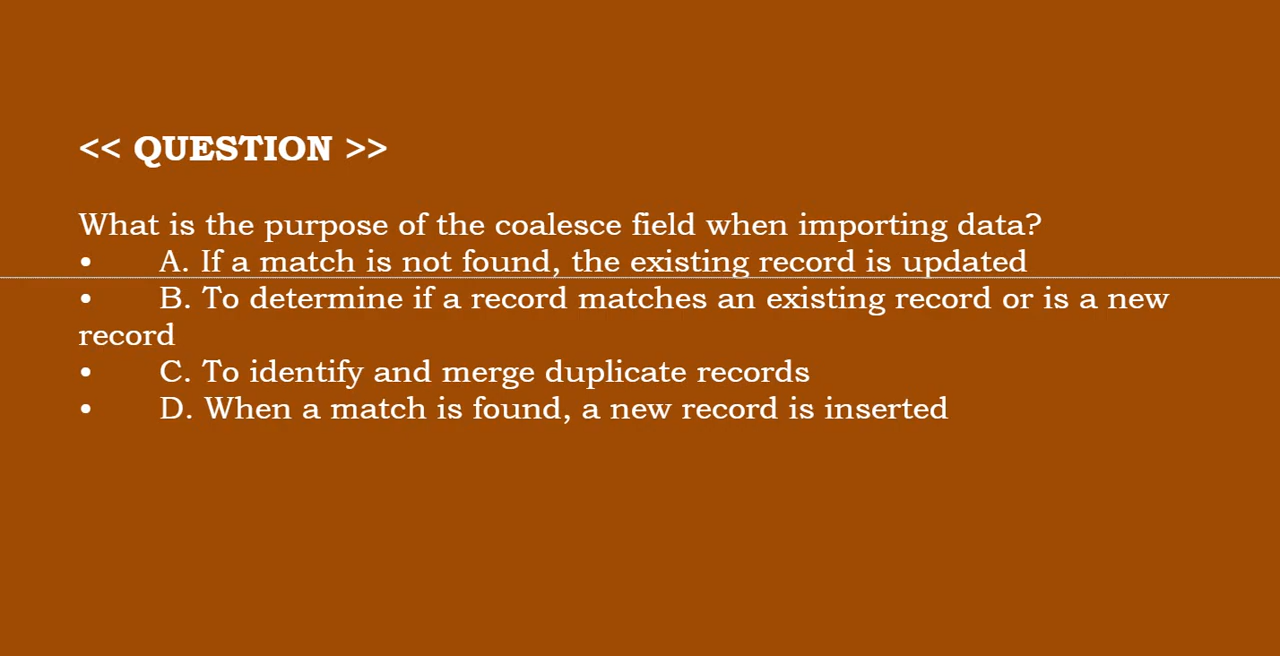 << QUESTION >>
What is the purpose of the coalesce field when importing data?
• A. If a match is not found, the existing record is updated
• B. To determine if a record matches an existing record or is a new
record
• C. To identify and merge duplicate records
• D. When a match is found, a new record is inserted